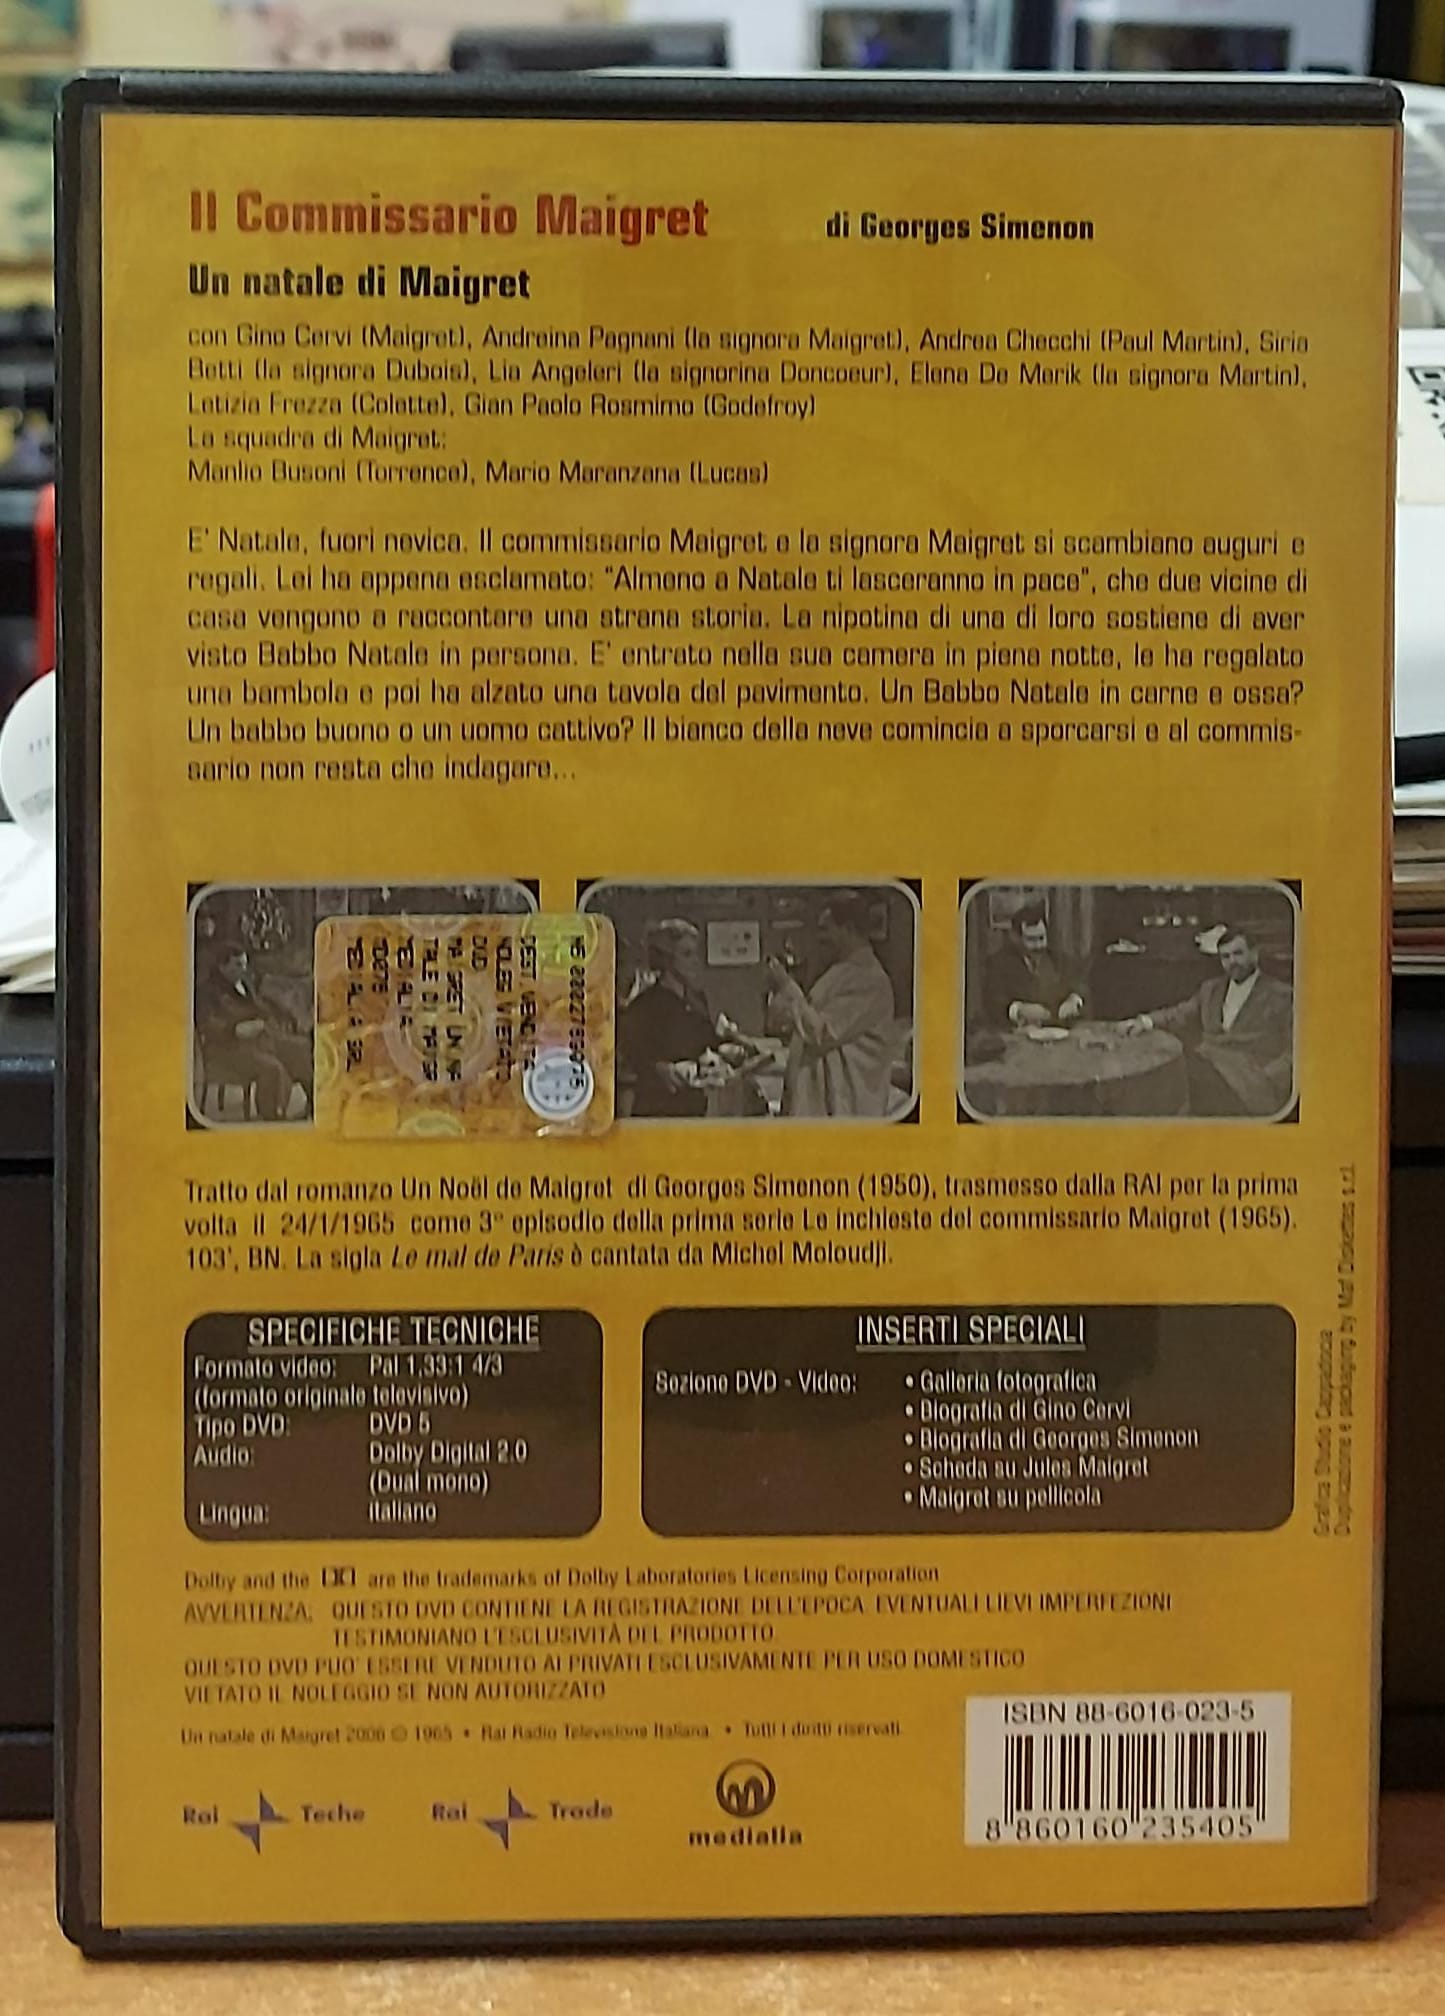 Il Commissario Maigret di Georges Simenon
Un natale di Maigret
con Gino Cervi (Maigret), Andreina Pagnani (la signora Maigret), Andrea Checchi (Paul Martin), Siria
Betti (la signora Dubois), Lia Angeleri (la signorina Doncoeur), Elena De Merik (la signora Martin),
Letizia Frezza (Colette), Gian Paolo Rosmimo (Godefroy)
La squadra di Maigret:
Manlio Busoni (Torrence), Mario Maranzana (Lucas)
E' Natale, fuori nevica. Il commissario Maigret e la signora Maigret si scambiano auguri e
regali. Lei ha appena esclamato: "Almeno a Natale ti lasceranno in pace", che due vicine di
casa vengono a raccontare una strana storia. La nipotina di una di loro sostiene di aver
visto Babbo Natale in persona. E' entrato nella sua camera in piena notte, le ha regalato
una bambola e poi ha alzato una tavola del pavimento. Un Babbo Natale in carne e ossa?
Un babbo buono o un uomo cattivo? Il bianco della neve comincia a sporcarsi e al commis-
sario non resta che indagare...
DEST.VENDITA
NOLEG VIETATO
DVD
Tratto dal romanzo Un Noël de Maigret di Georges Simenon (1950), trasmesso dalla RAI per la prima
volta il 24/1/1965 come 3° episodio della prima serie Le inchieste del commissario Maigret (1965).
103', BN. La sigla Le mal de Paris è cantata da Michel Moloudji.
SPECIFICHE TECNICHE
Formato video: Pal 1,33:1 4/3
(formato originale televisivo)
Tipo DVD: DVD 5
Audio: Dolby Digital 2.0
(Dual mono)
Lingua: italiano
INSERTI SPECIALI
Sezione DVD - Video: • Galleria fotografica
• Biografia di Gino Cervi
• Biografia di Georges Simenon
• Scheda su Jules Maigret
• Maigret su pellicola
Grafica Studio Cappadocia
Duplicazione e packaging by Maf Diskettes s.r.l.
Dolby and the are the trademarks of Dolby Laboratories Licensing Corporation
AVVERTENZA: QUESTO DVD CONTIENE LA REGISTRAZIONE DELL'EPOCA. EVENTUALI LIEVI IMPERFEZIONI
TESTIMONIANO L'ESCLUSIVITÀ DEL PRODOTTO.
QUESTO DVD PUO' ESSERE VENDUTO AI PRIVATI ESCLUSIVAMENTE PER USO DOMESTICO
VIETATO IL NOLEGGIO SE NON AUTORIZZATO
Un natale di Maigret 2006 © 1965 • Rai Radio Televisione Italiana • Tutti i diritti riservati.
Rai Teche Rai Trade medialia
ISBN 88-6016-023-5
8 860160 235405